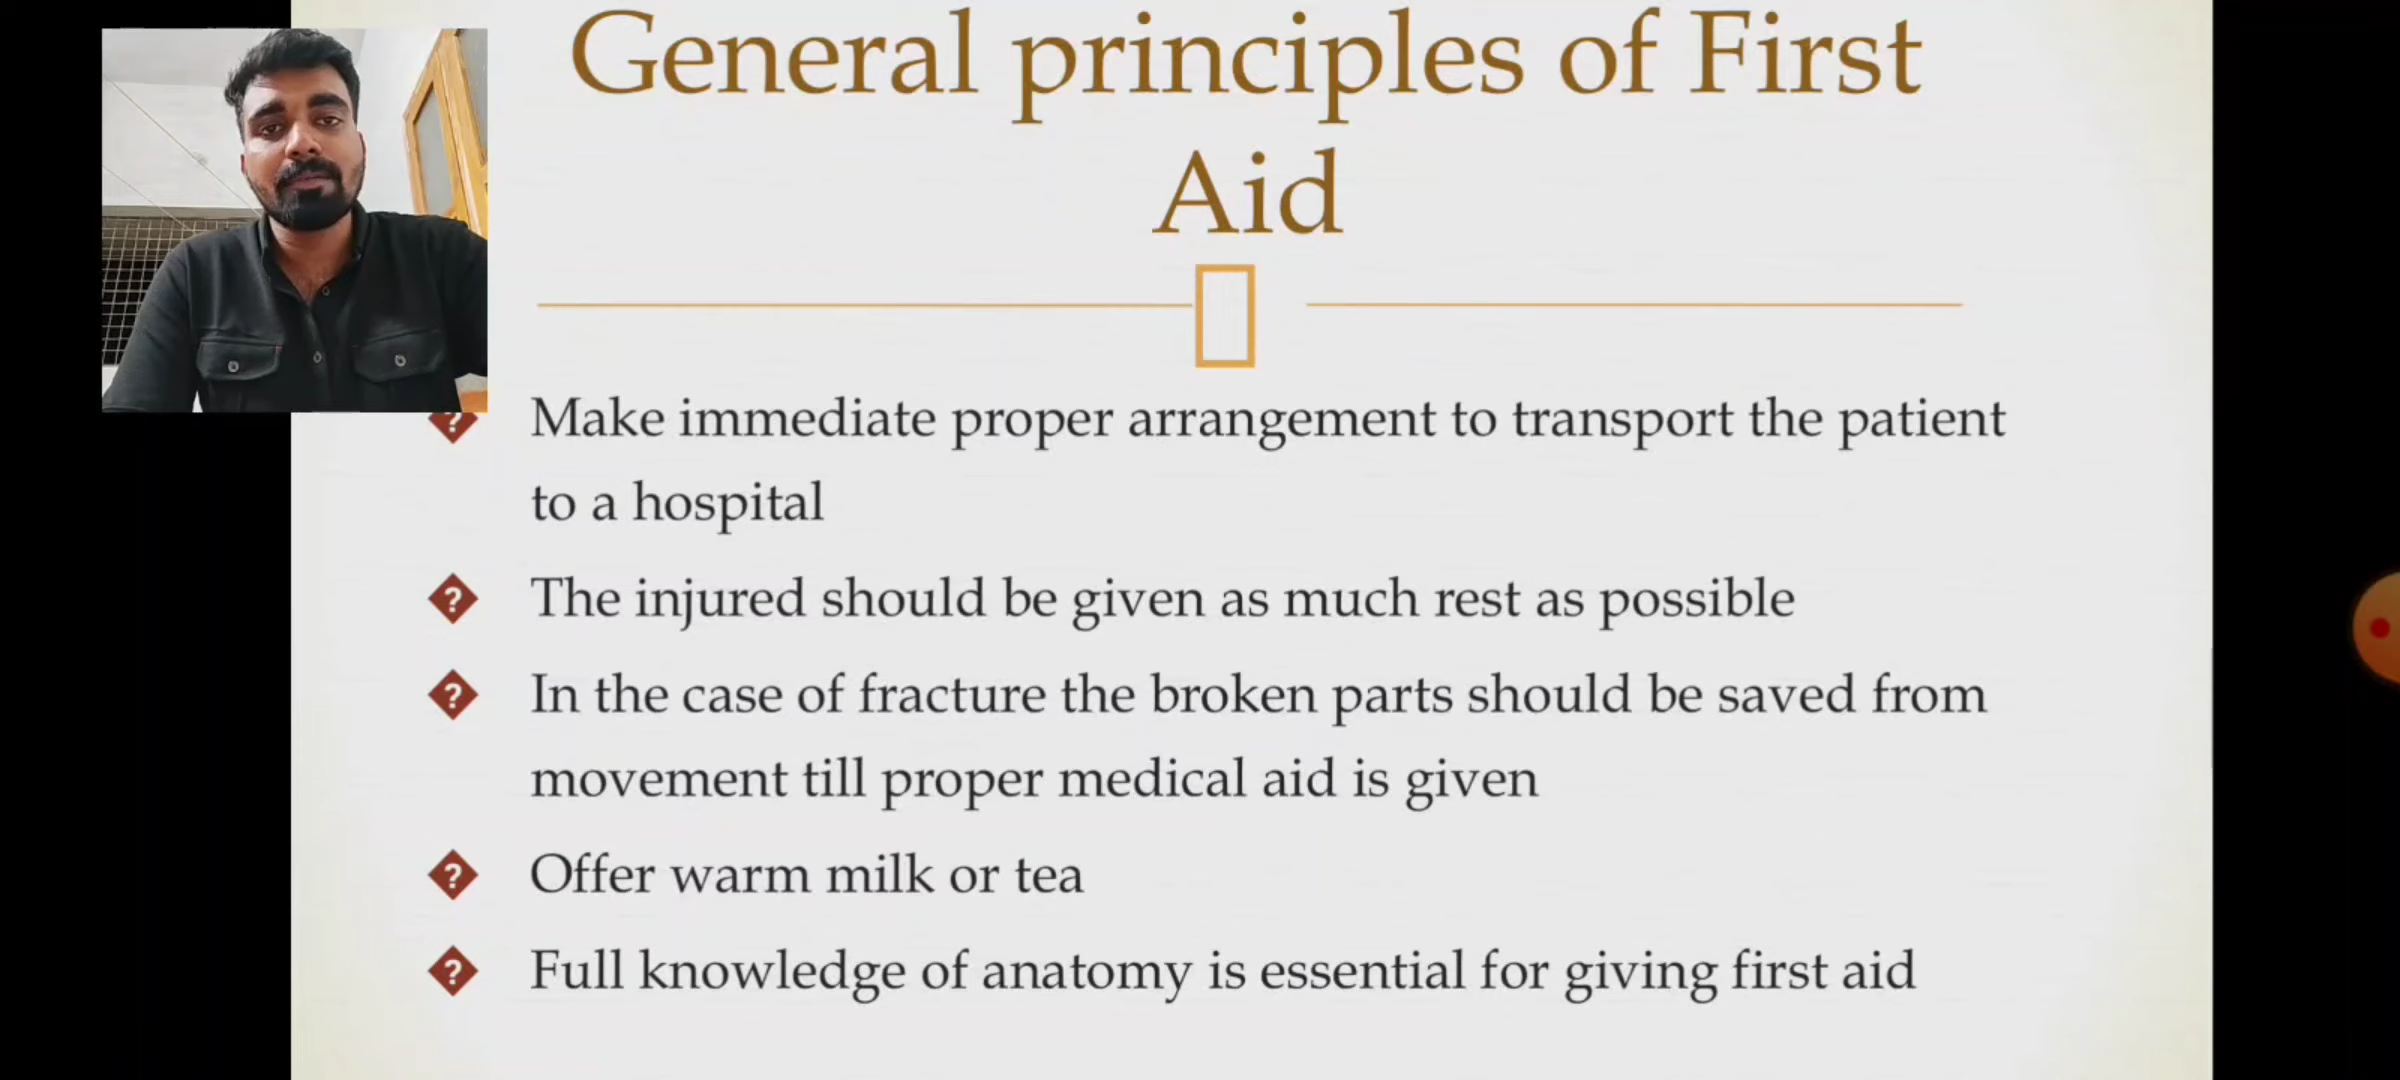 General principles of First
Aid
Make immediate proper arrangement to transport the patient
to a hospital
The injured should be given as much rest as possible
In the case of fracture the broken parts should be saved from
movement till proper medical aid is given
Offer warm milk or tea
Full knowledge of anatomy is essential for giving first aid